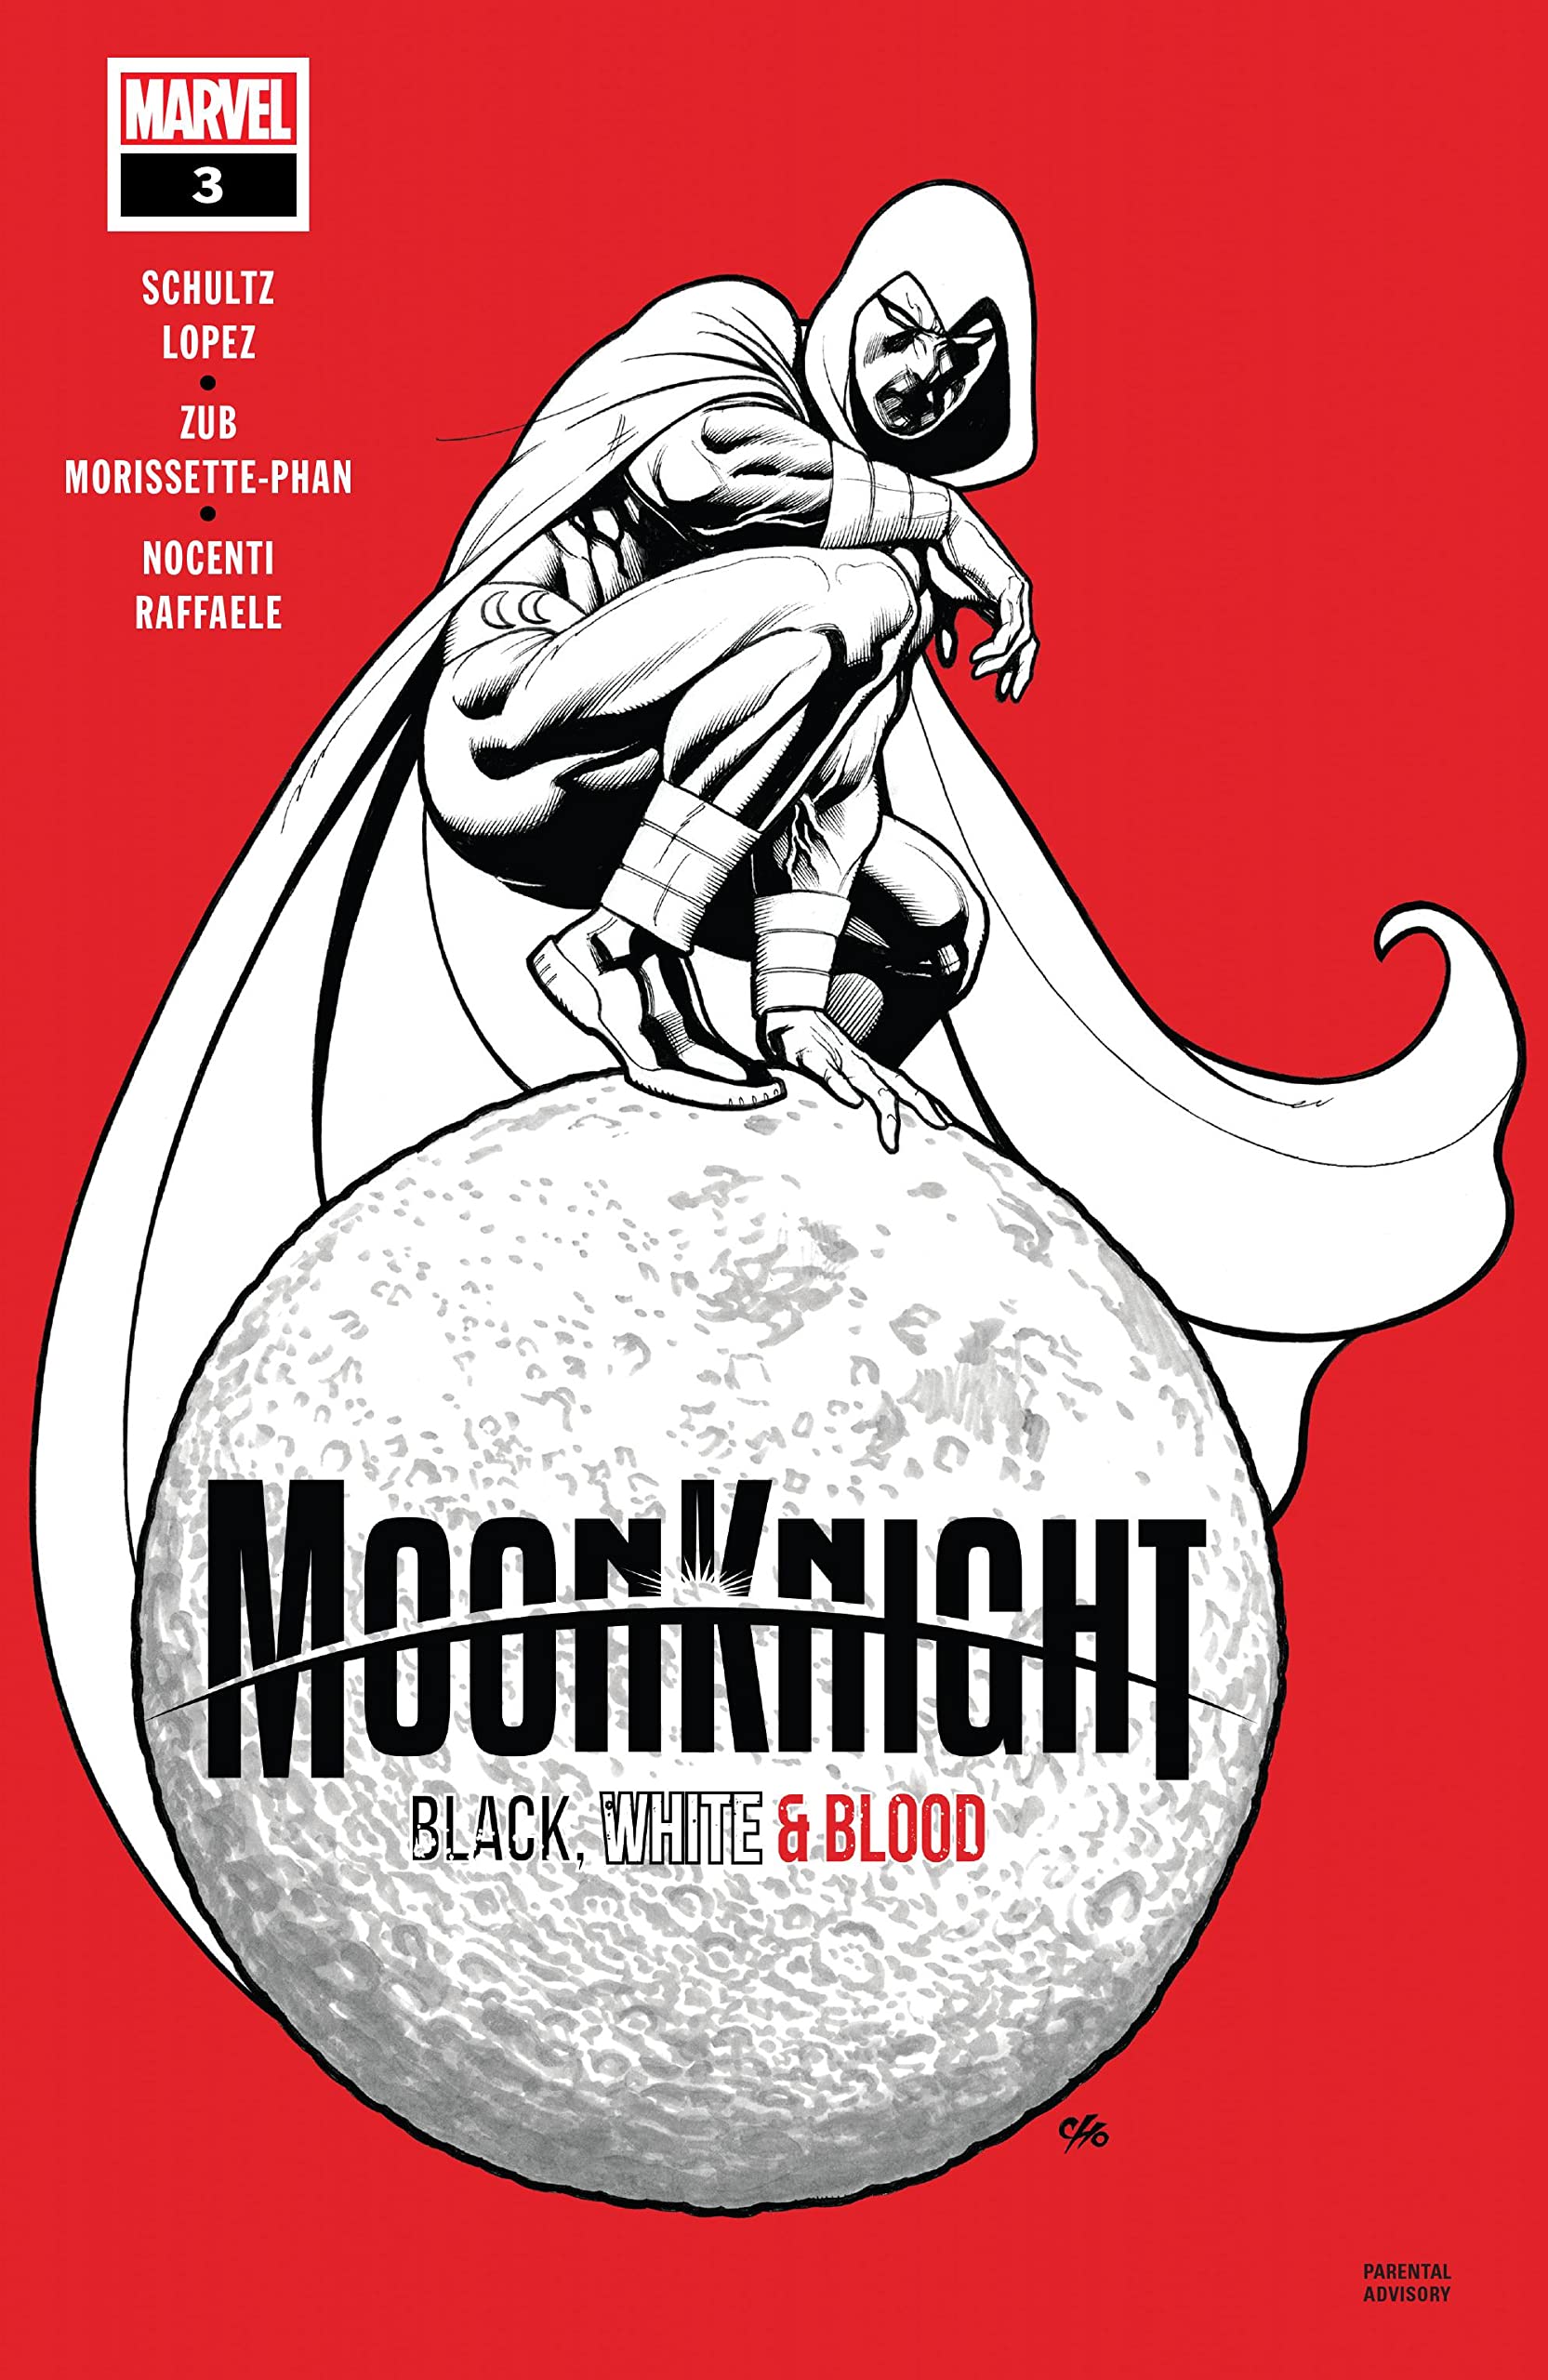 MARVEL
3
SCHULTZ
LOPEZ
•
ZUB
MORISSETTE-PHAN
•
NOCENTI
RAFFAELE
MOONKNIGHT
BLACK, WHITE & BLOOD
CHO
PARENTAL
ADVISORY